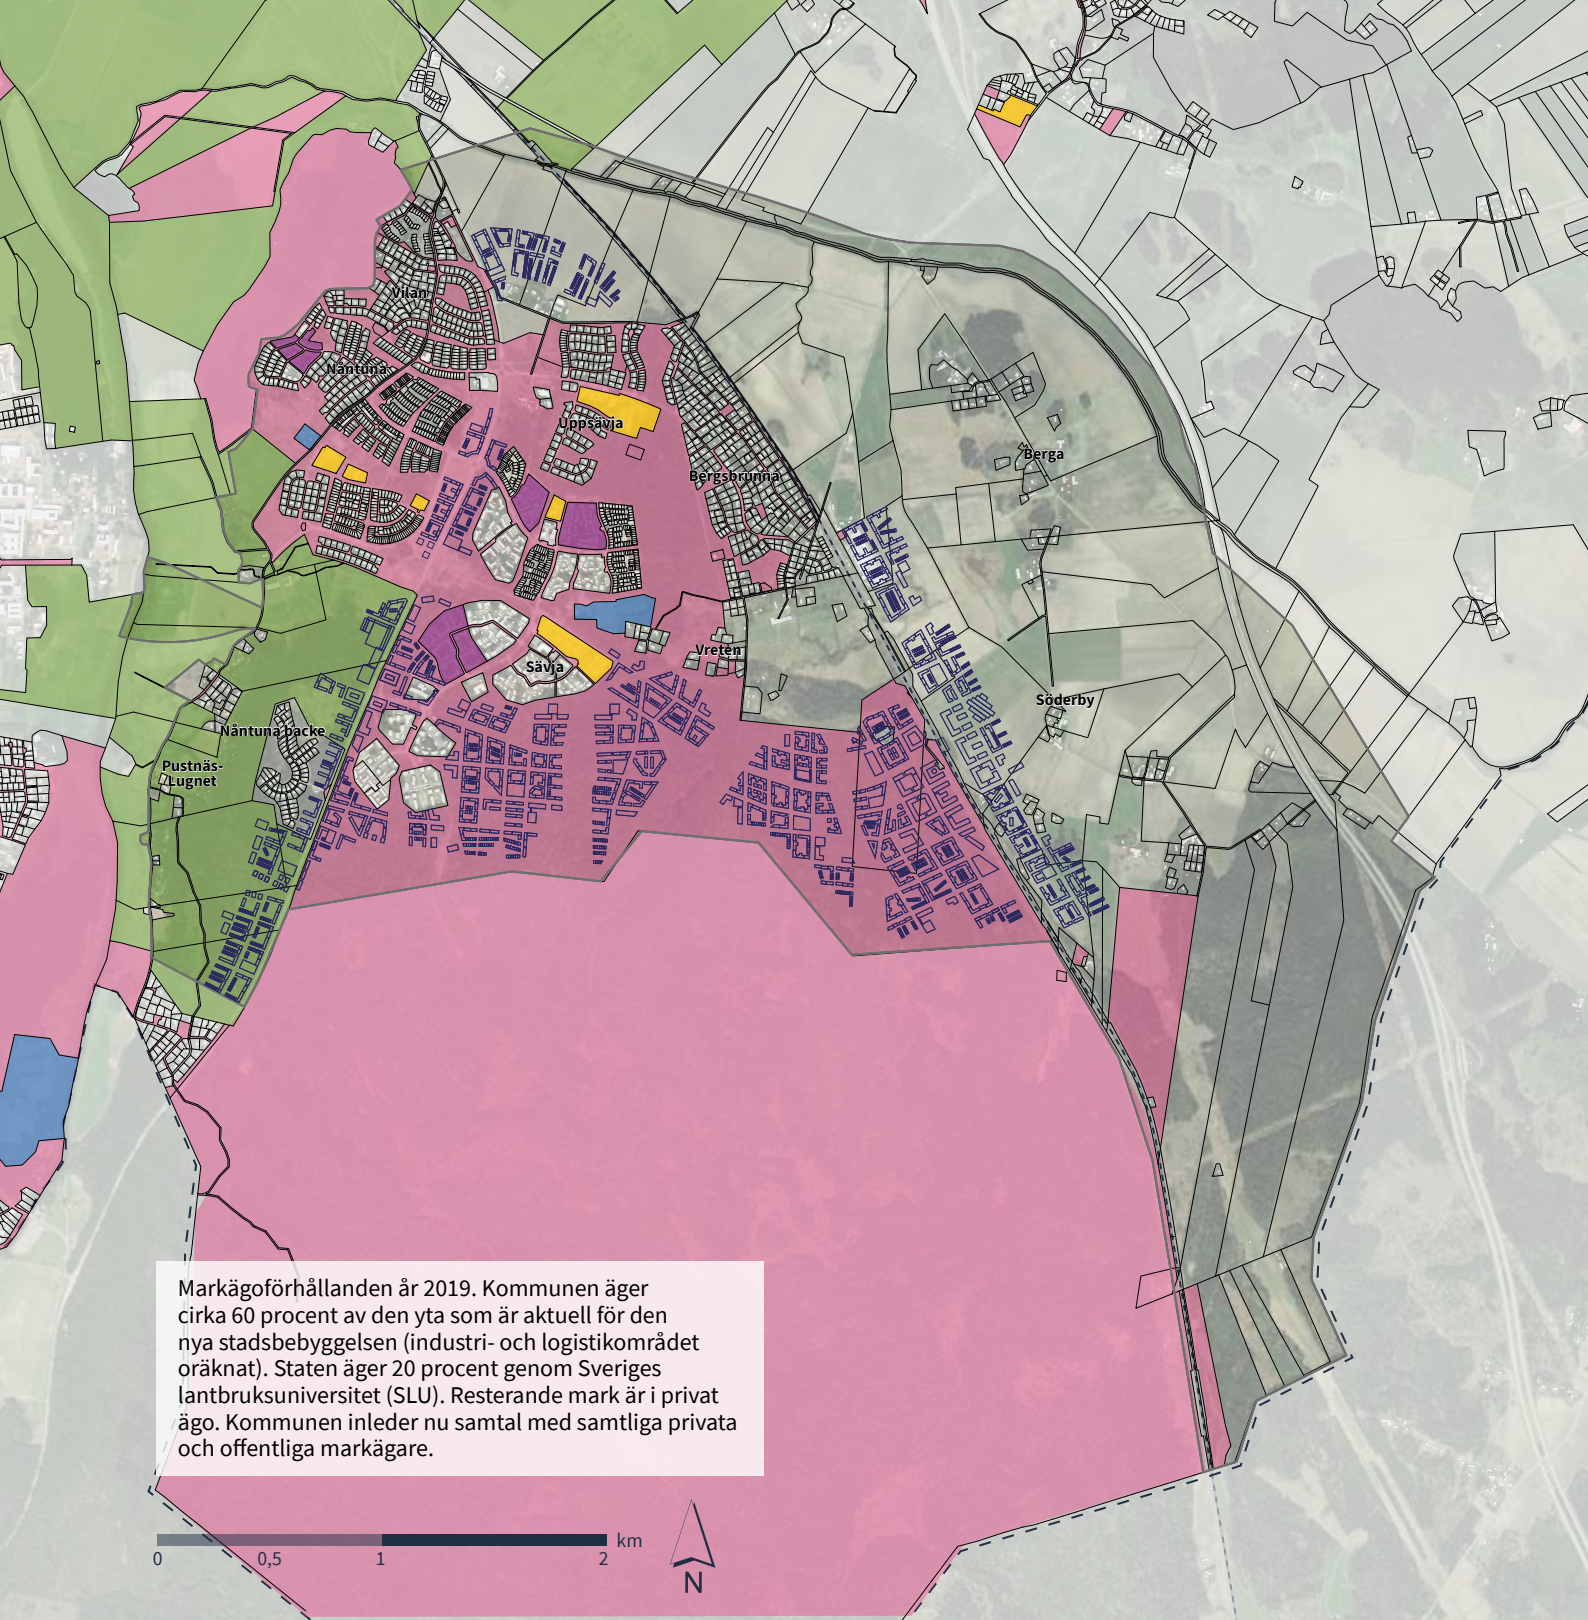 Vilan
Nåntuna
Uppsävja
Bergsbrunna
Berga
Vreten
Sävja
Söderby
Nåntuna backe
Pustnäs-
Lugnet
Markägoförhållanden år 2019. Kommunen äger
cirka 60 procent av den yta som är aktuell för den
nya stadsbebyggelsen (industri- och logistikområdet
oräknat). Staten äger 20 procent genom Sveriges
lantbruksuniversitet (SLU). Resterande mark är i privat
ägo. Kommunen inleder nu samtal med samtliga privata
och offentliga markägare.
km
0 0,5 1 2
N